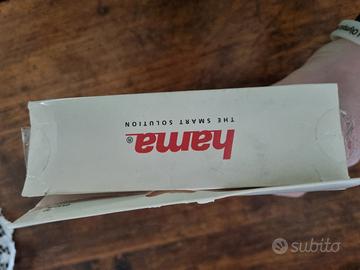 hama®
THE SMART SOLUTION
subito